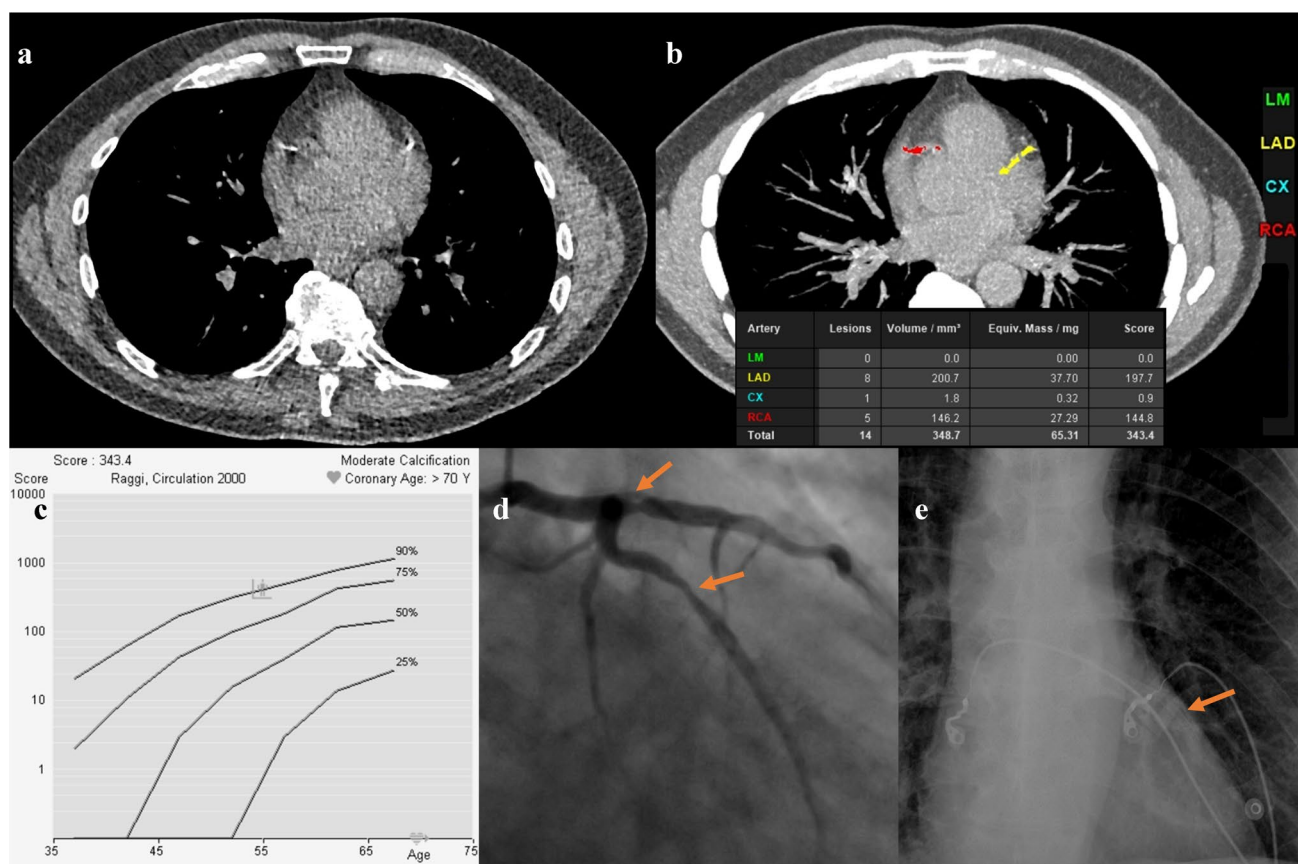 a
b
LM
LAD
CX
RCA
Artery Lesions Volume / mm³ Equiv. Mass / mg Score
LM 0 0.0 0.00 0.0
LAD 8 200.7 37.70 197.7
CX 1 1.8 0.32 0.9
RCA 5 146.2 27.29 144.8
Total 14 348.7 65.31 343.4
c
Score : 343.4 Moderate Calcification
Score Raggi, Circulation 2000 Coronary Age: > 70 Y
10000
1000
100
10
1
90%
75%
50%
25%
35 45 55 65 75
Age
d
e